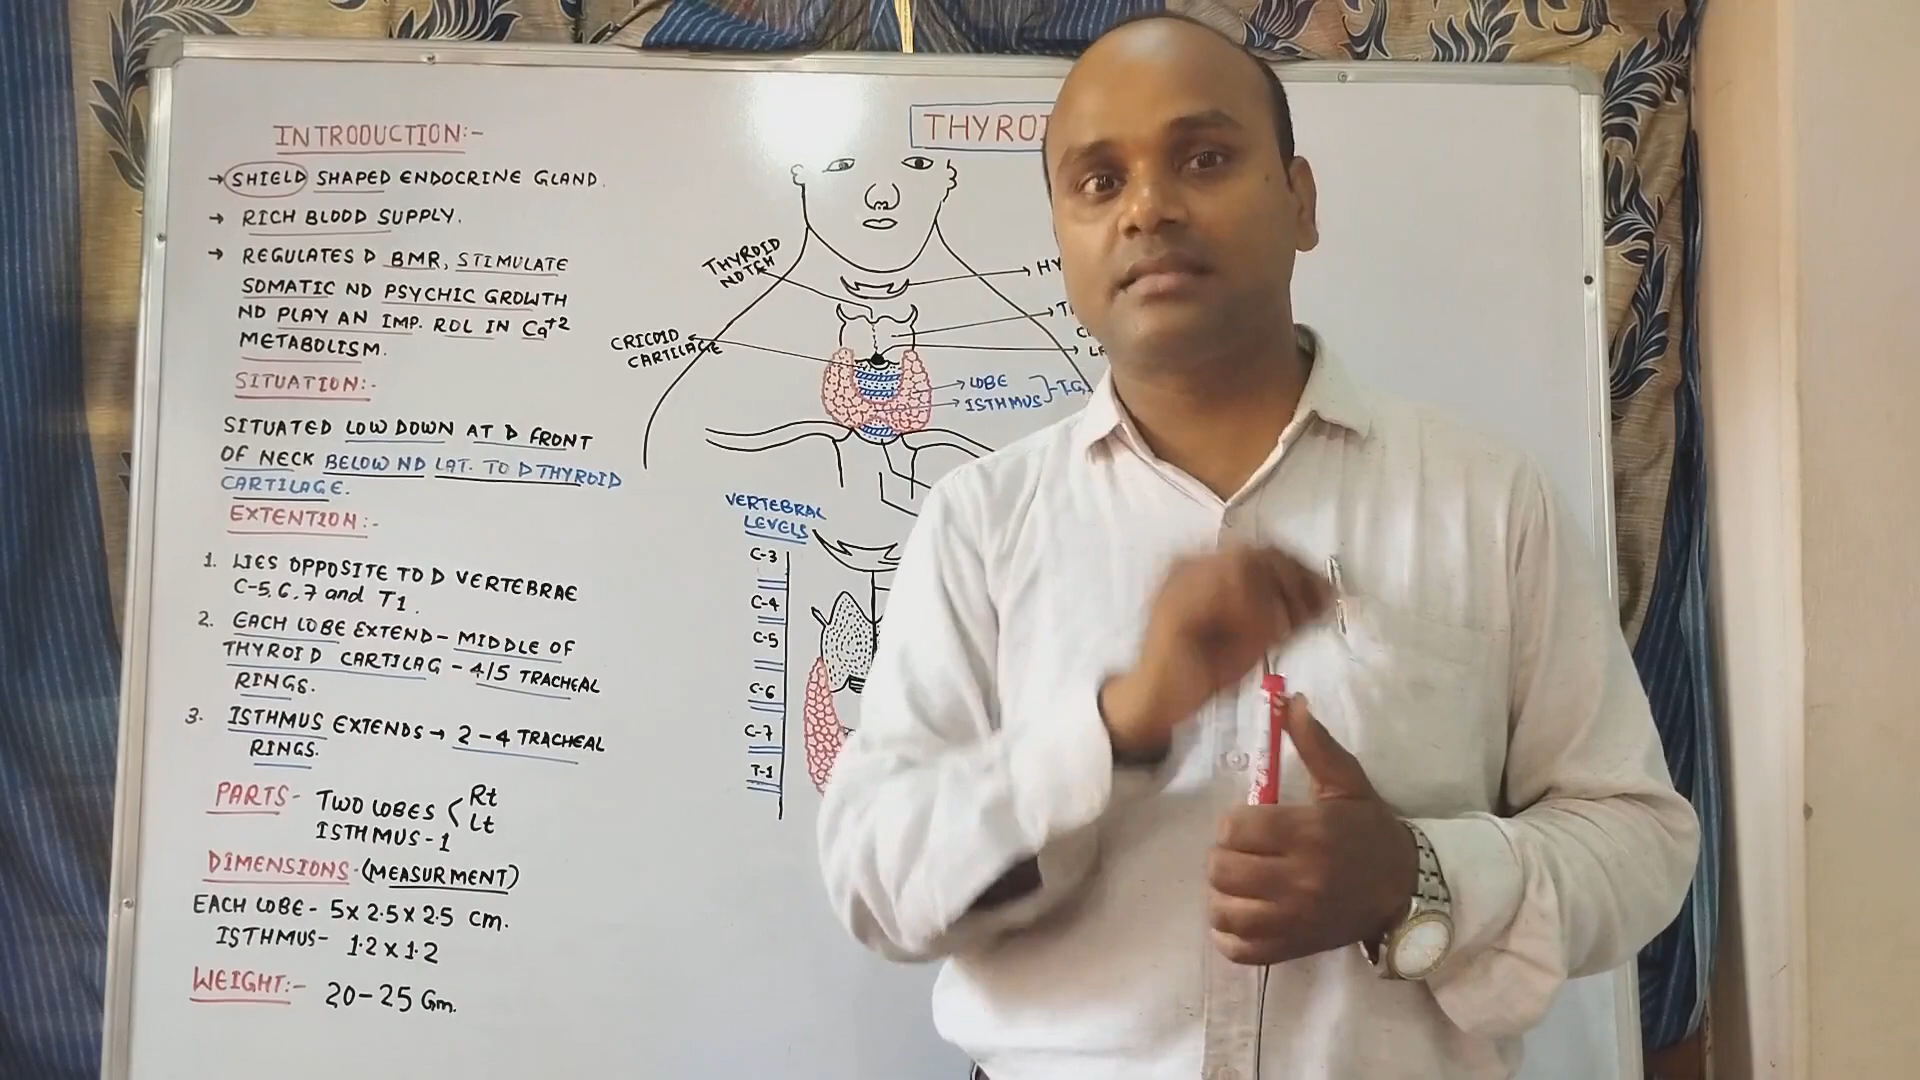 INTRODUCTION:-
→ SHIELD SHAPED ENDOCRINE GLAND.
→ RICH BLOOD SUPPLY.
→ REGULATES D BMR, STIMULATE
SOMATIC ND PSYCHIC GROWTH
ND PLAY AN IMP. ROL IN Ca+2
METABOLISM.
SITUATION:-
SITUATED LOW DOWN AT D FRONT
OF NECK BELOW ND LAT. TO D THYROID
CARTILAGE.
EXTENTION:-
1. LIES OPPOSITE TO D VERTEBRAE
C-5,6,7 and T1.
2. EACH LOBE EXTEND - MIDDLE OF
THYROID CARTILAG - 4/5 TRACHEAL
RINGS.
3. ISTHMUS EXTENDS → 2-4 TRACHEAL
RINGS.
PARTS- TWO LOBES < Rt
Lt
ISTHMUS-1
DIMENSIONS-(MEASURMENT)
EACH LOBE- 5x 2.5x 2.5 cm.
ISTHMUS- 1.2 x 1.2
WEIGHT:- 20-25 Gm.
THYROI
THYROID
NOTCH
HY
CRICOID
CARTILAGE
LOBE
ISTHMUS
T.G.
VERTEBRAL
LEVELS
C-3
C-4
C-5
C-6
C-7
T-1